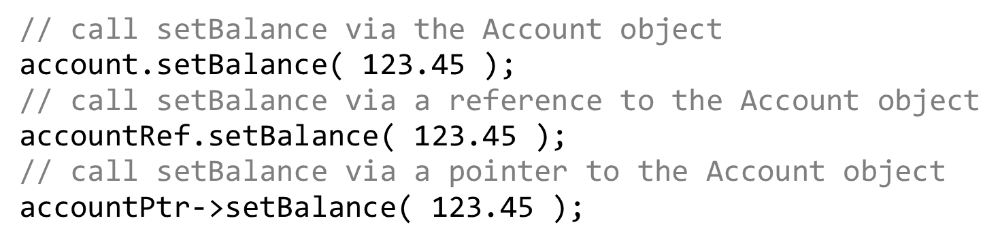 // call setBalance via the Account object
account.setBalance( 123.45 );
// call setBalance via a reference to the Account object
accountRef.setBalance( 123.45 );
// call setBalance via a pointer to the Account object
accountPtr->setBalance( 123.45 );